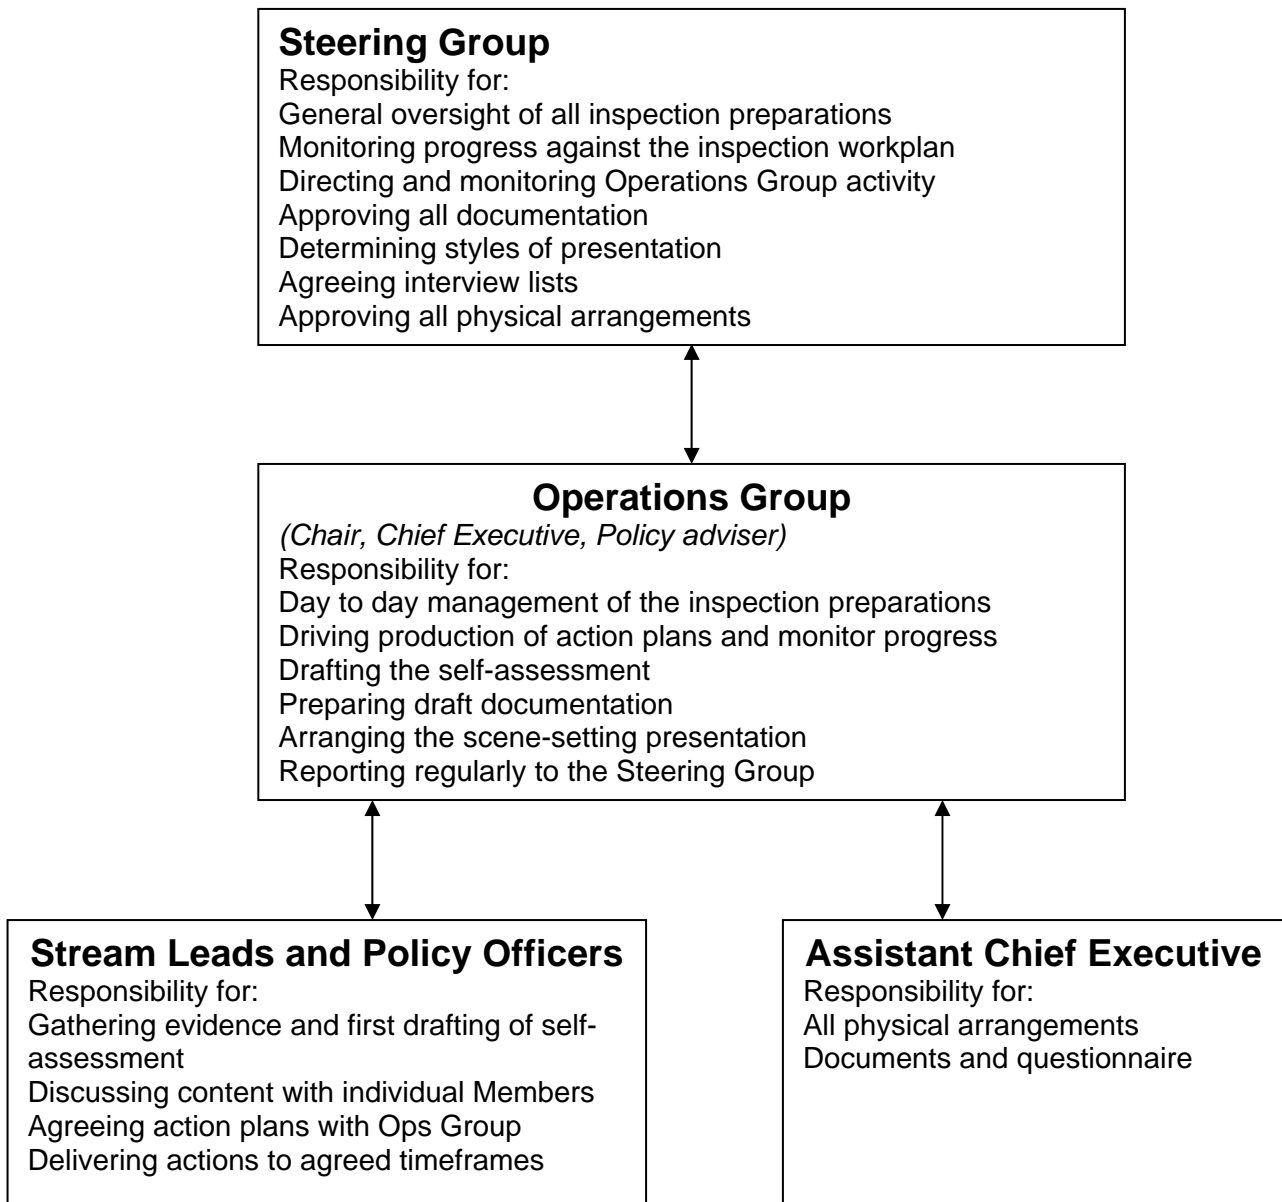 Steering Group
Responsibility for:
General oversight of all inspection preparations
Monitoring progress against the inspection workplan
Directing and monitoring Operations Group activity
Approving all documentation
Determining styles of presentation
Agreeing interview lists
Approving all physical arrangements
Operations Group
(Chair, Chief Executive, Policy adviser)
Responsibility for:
Day to day management of the inspection preparations
Driving production of action plans and monitor progress
Drafting the self-assessment
Preparing draft documentation
Arranging the scene-setting presentation
Reporting regularly to the Steering Group
Stream Leads and Policy Officers
Responsibility for:
Gathering evidence and first drafting of self-
assessment
Discussing content with individual Members
Agreeing action plans with Ops Group
Delivering actions to agreed timeframes
Assistant Chief Executive
Responsibility for:
All physical arrangements
Documents and questionnaire